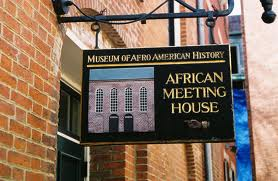 MUSEUM OF AFRO AMERICAN HISTORY
AFRICAN
MEETING
HOUSE